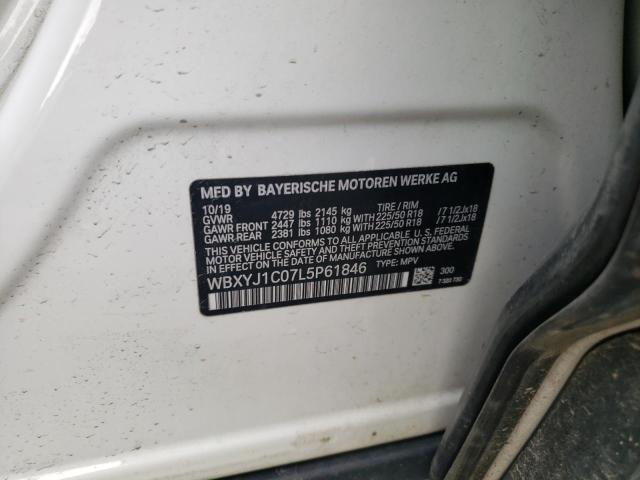 MFD BY BAYERISCHE MOTOREN WERKE AG
10/19 TIRE / RIM
GVWR 4729 lbs 2145 kg
GAWR FRONT 2447 lbs 1110 kg WITH 225/50 R18 /7 1/2Jx18
GAWR REAR 2381 lbs 1080 kg WITH 225/50 R18 /7 1/2Jx18
THIS VEHICLE CONFORMS TO ALL APPLICABLE U.S. FEDERAL
MOTOR VEHICLE SAFETY, BUMPER, AND THEFT PREVENTION
STANDARDS IN EFFECT ON THE DATE OF MANUFACTURE SHOWN ABOVE.
WBXYJ1C07L5P61846 TYPE: MPV
300